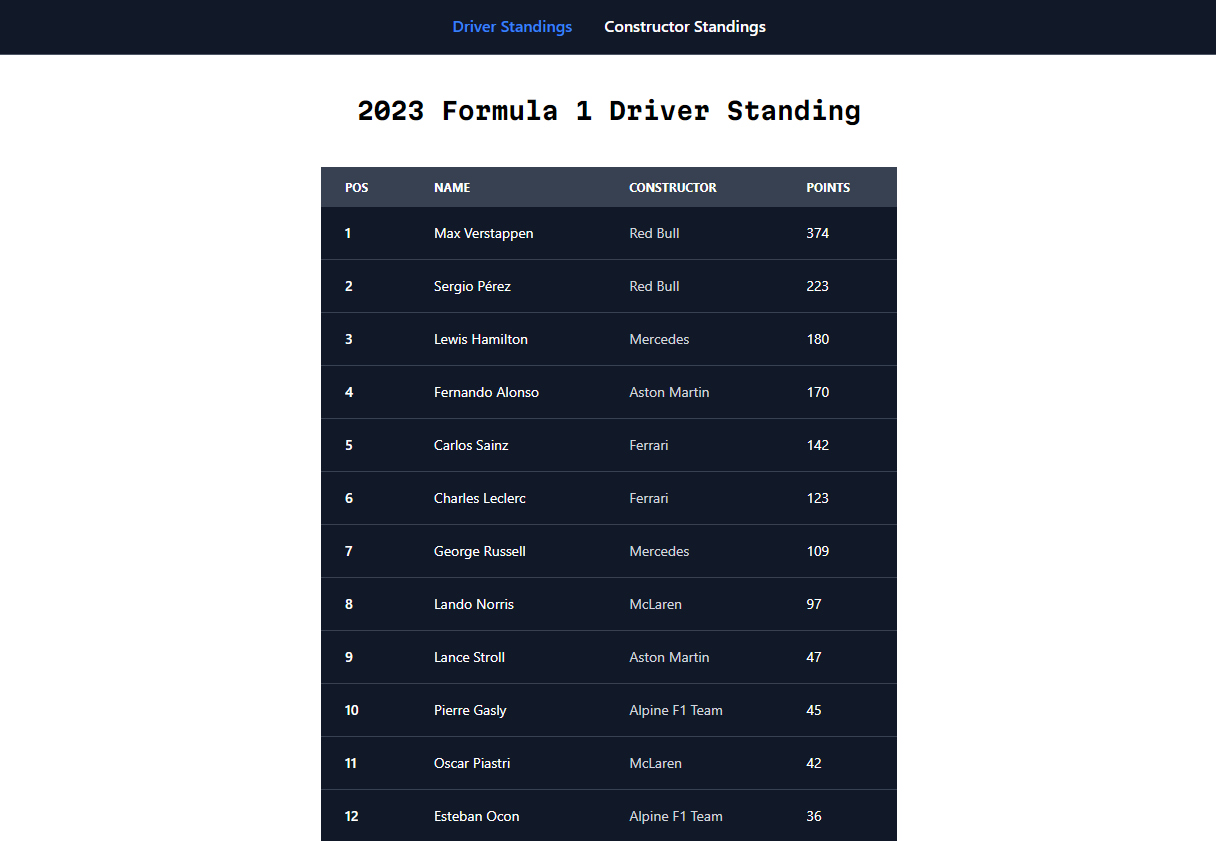 Driver Standings Constructor Standings
2023 Formula 1 Driver Standing
POS NAME CONSTRUCTOR POINTS
1 Max Verstappen Red Bull 374
2 Sergio Pérez Red Bull 223
3 Lewis Hamilton Mercedes 180
4 Fernando Alonso Aston Martin 170
5 Carlos Sainz Ferrari 142
6 Charles Leclerc Ferrari 123
7 George Russell Mercedes 109
8 Lando Norris McLaren 97
9 Lance Stroll Aston Martin 47
10 Pierre Gasly Alpine F1 Team 45
11 Oscar Piastri McLaren 42
12 Esteban Ocon Alpine F1 Team 36